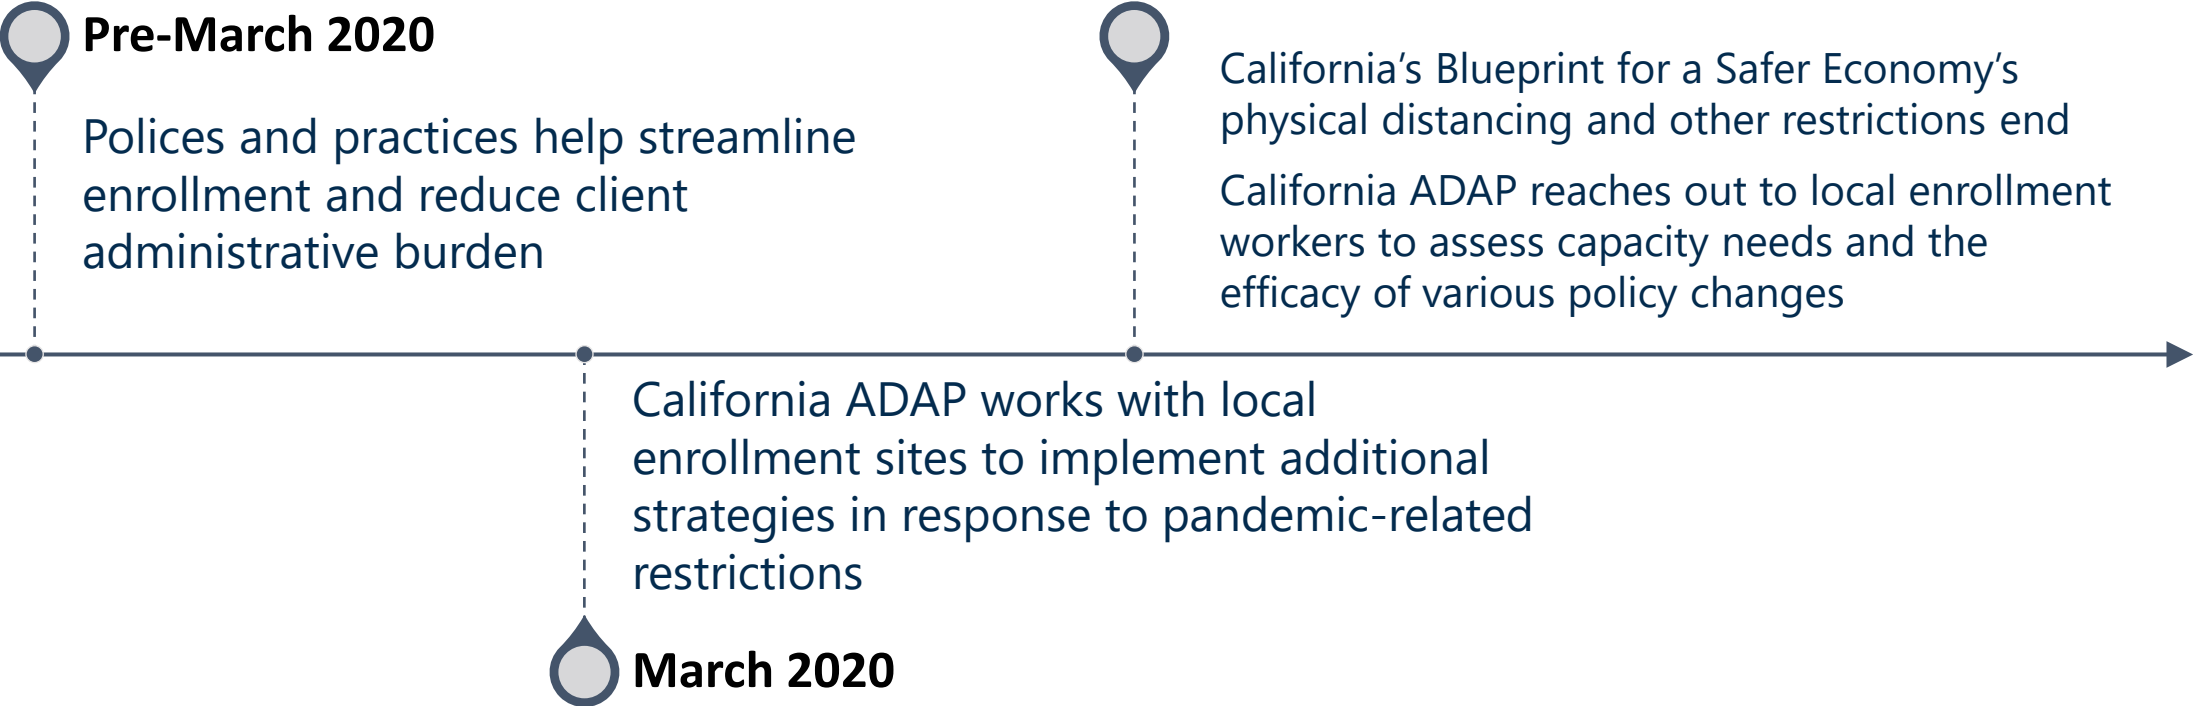 Pre-March 2020
Polices and practices help streamline
enrollment and reduce client
administrative burden
California’s Blueprint for a Safer Economy’s
physical distancing and other restrictions end
California ADAP reaches out to local enrollment
workers to assess capacity needs and the
efficacy of various policy changes
California ADAP works with local
enrollment sites to implement additional
strategies in response to pandemic-related
restrictions
March 2020